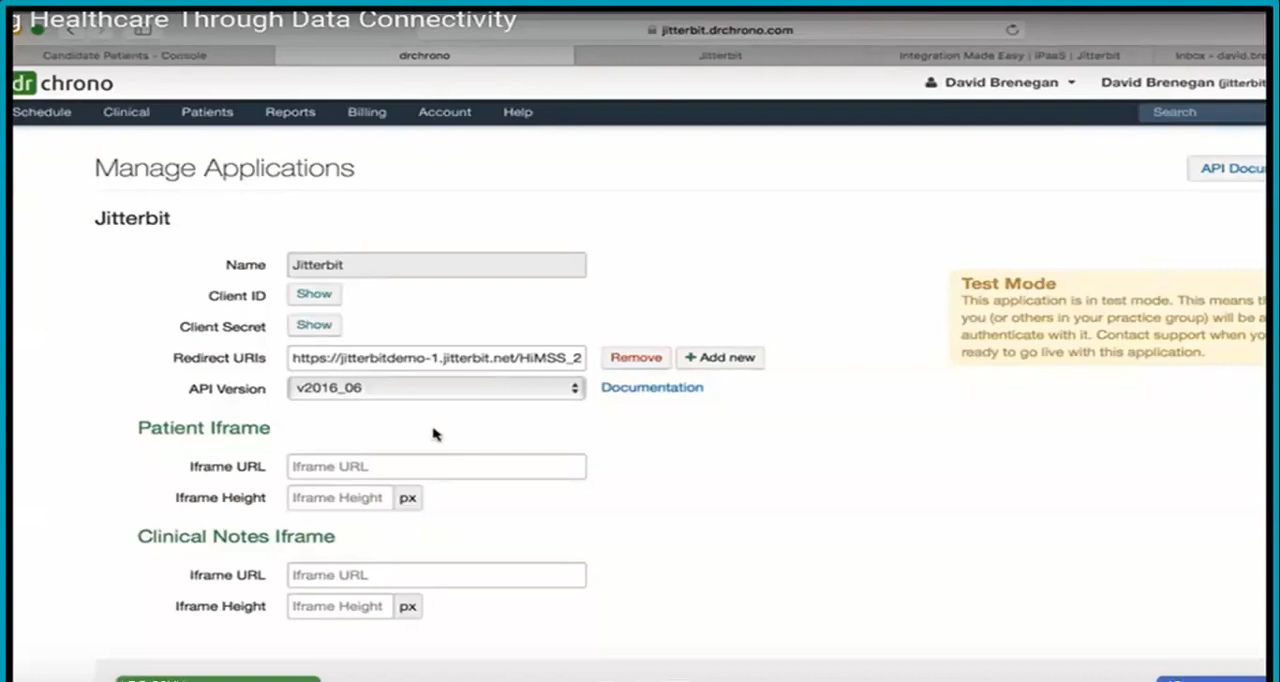 g Healthcare Through Data Connectivity
jitterbit.drchrono.com
Candidate Patients - Console
drchrono
Jitterbit
Integration Made Easy | iPaaS | Jitterbit
Inbox - david.bre
dr chrono
David Brenegan
David Brenegan (jitterbit
Schedule Clinical Patients Reports Billing Account Help
Search
Manage Applications
API Docu
Jitterbit
Name Jitterbit
Client ID Show
Client Secret Show
Redirect URIs https://jitterbitdemo-1.jitterbit.net/HiMSS_2 Remove + Add new
API Version v2016_06 Documentation
Test Mode
This application is in test mode. This means th
you (or others in your practice group) will be a
authenticate with it. Contact support when yo
ready to go live with this application.
Patient Iframe
Iframe URL Iframe URL
Iframe Height Iframe Height px
Clinical Notes Iframe
Iframe URL Iframe URL
Iframe Height Iframe Height px